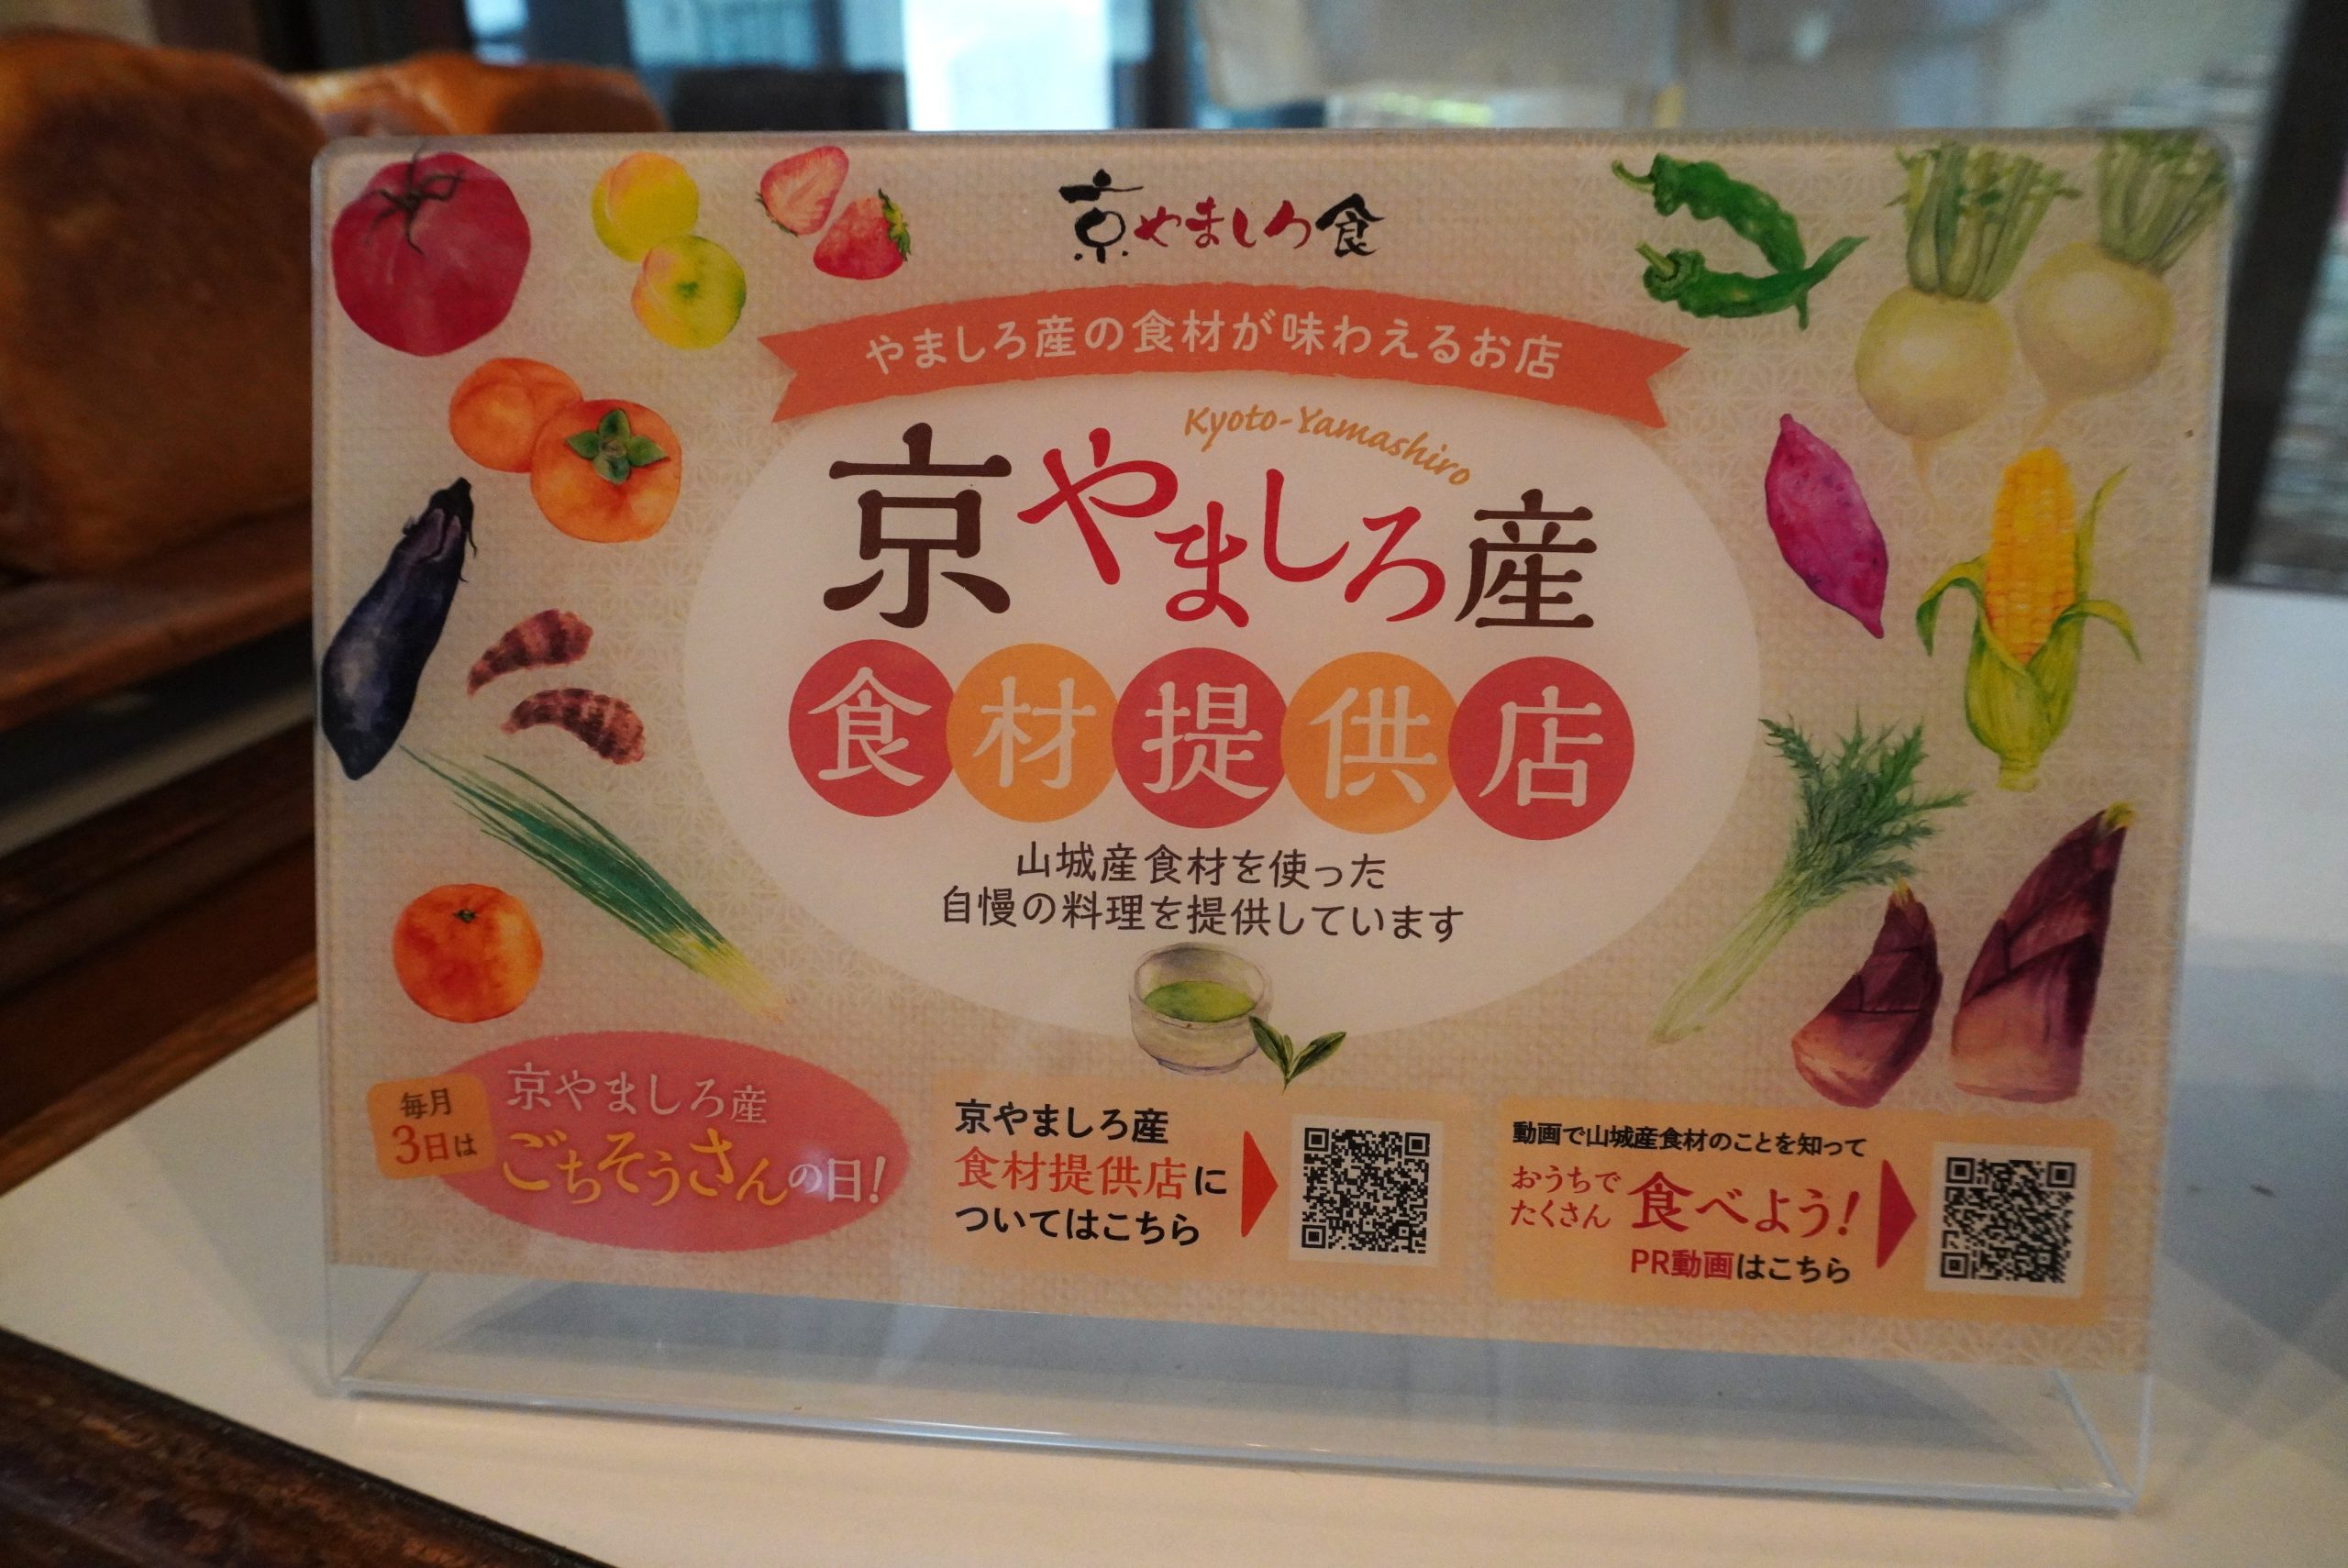 京やましろ食
やましろ産の食材が味わえるお店
Kyoto-Yamashiro
京やましろ産
食材提供店
山城産食材を使った
自慢の料理を提供しています
毎月
3日は
京やましろ産
ごちそうさんの日!
京やましろ産
食材提供店に
ついてはこちら
動画で山城産食材のことを知って
おうちで
たくさん
食べよう!
PR動画はこちら